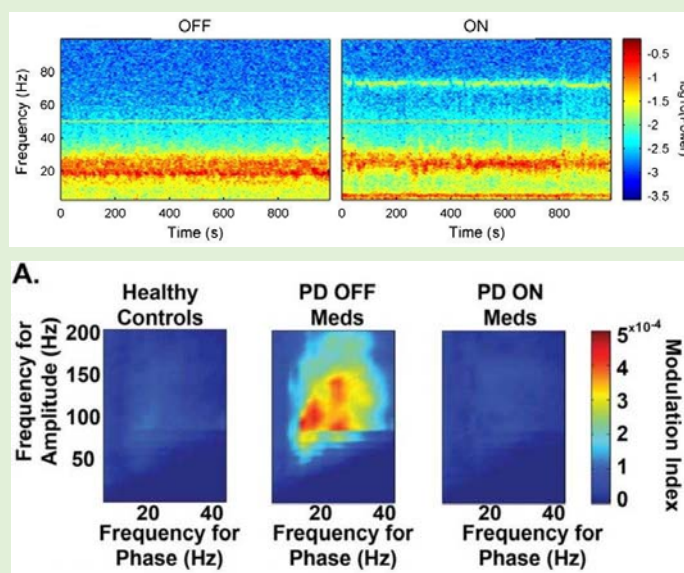 OFF ON
-0.5
80
-1
60
-1.5
-2
40
-2.5
20
-3
-3.5
Frequency (Hz)
0 200 400 600 800 0 200 400 600 800
Time (s) Time (s)
A.
Healthy Controls
PD OFF Meds
PD ON Meds
200
150
100
50
Frequency for Amplitude (Hz)
5 x10-4
4
3
2
1
0
Modulation Index
20 40 20 40 20 40
Frequency for Phase (Hz)
Frequency for Phase (Hz)
Frequency for Phase (Hz)